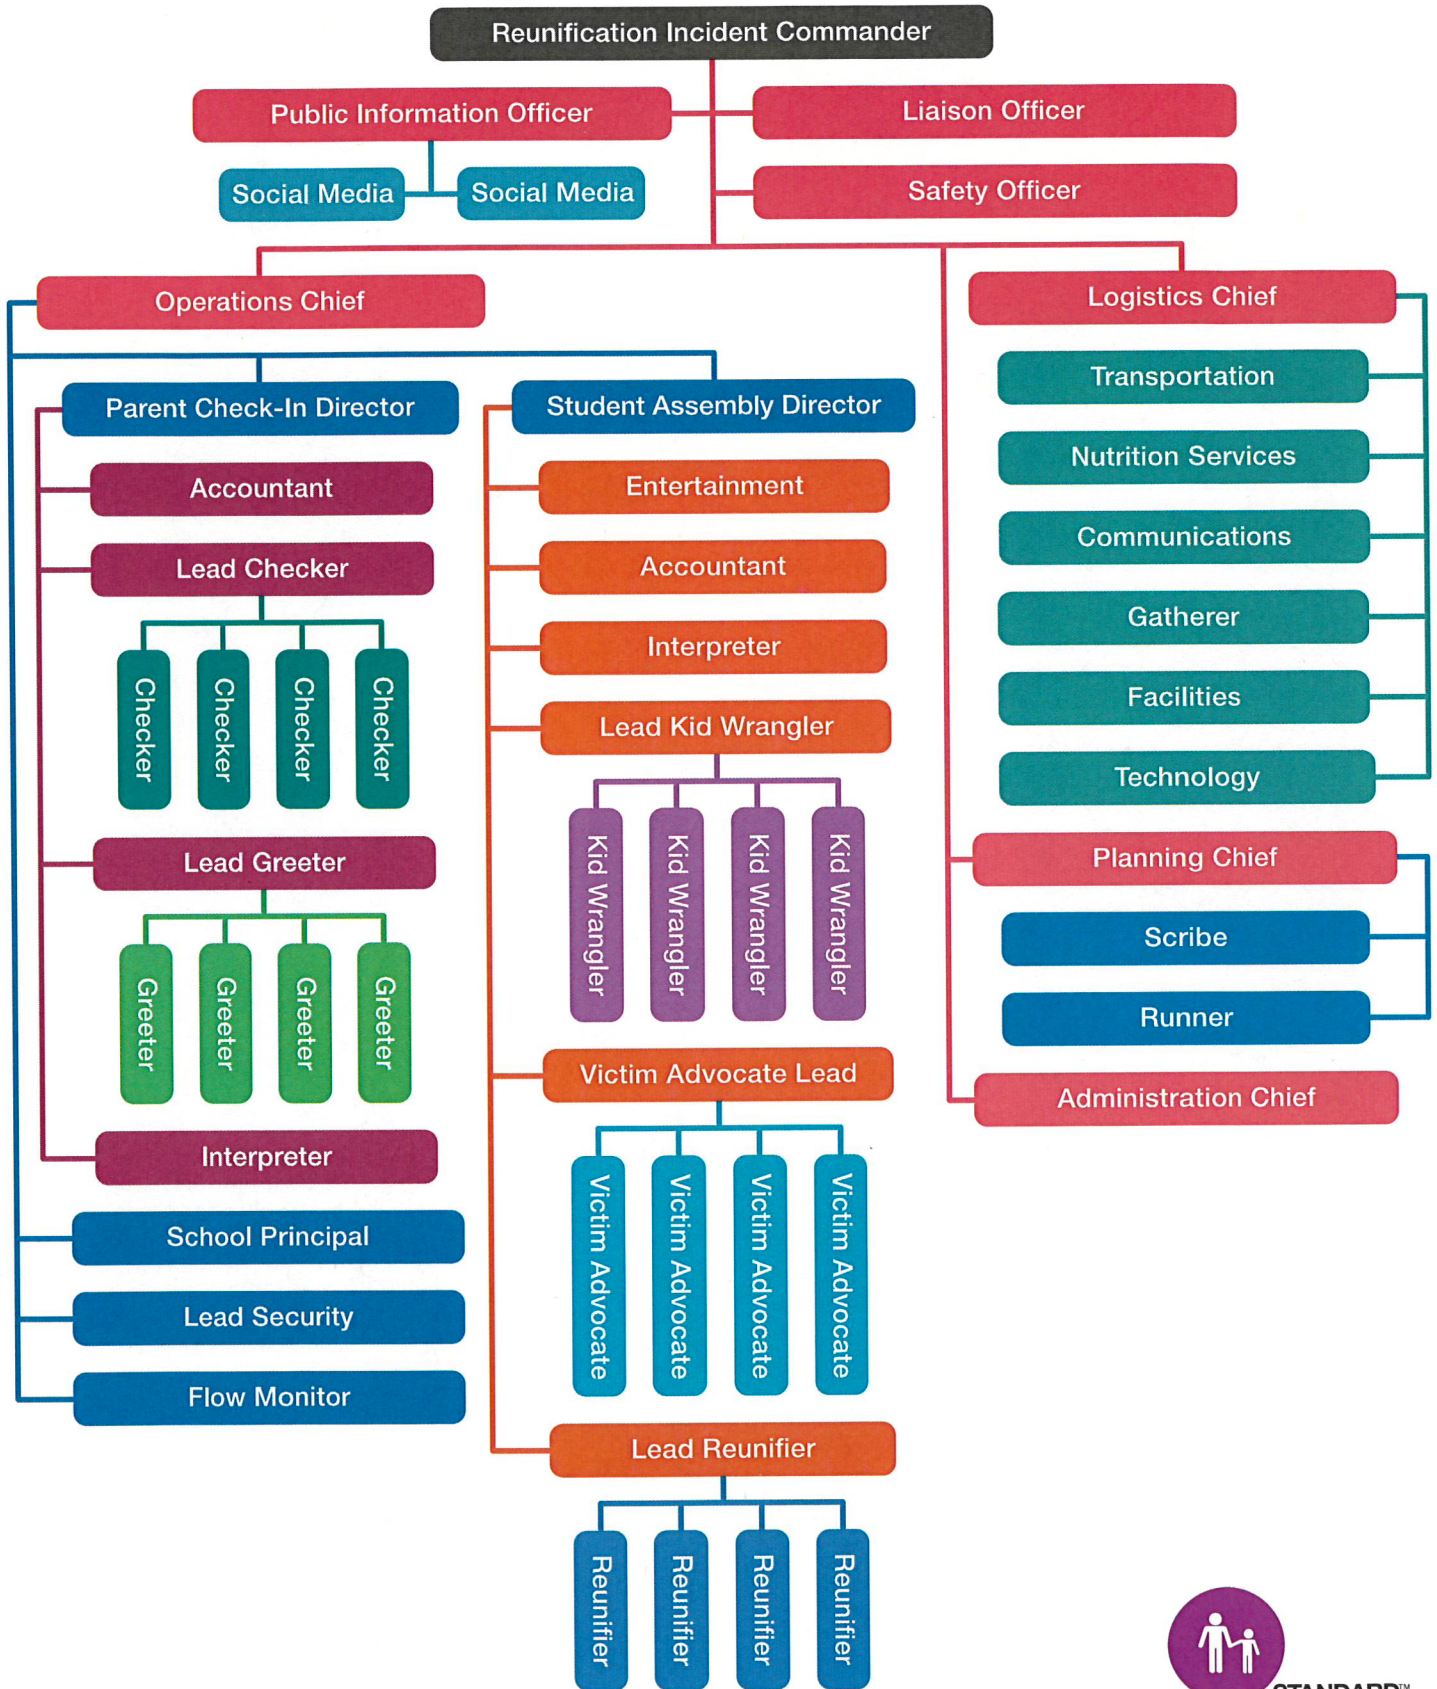 Reunification Incident Commander
Public Information Officer
Liaison Officer
Social Media
Social Media
Safety Officer
Operations Chief
Logistics Chief
Parent Check-In Director
Accountant
Lead Checker
Checker
Checker
Checker
Checker
Lead Greeter
Greeter
Greeter
Greeter
Greeter
Interpreter
School Principal
Lead Security
Flow Monitor
Student Assembly Director
Entertainment
Accountant
Interpreter
Lead Kid Wrangler
Kid Wrangler
Kid Wrangler
Kid Wrangler
Kid Wrangler
Victim Advocate Lead
Victim Advocate
Victim Advocate
Victim Advocate
Victim Advocate
Lead Reunifier
Reunifier
Reunifier
Reunifier
Reunifier
Transportation
Nutrition Services
Communications
Gatherer
Facilities
Technology
Planning Chief
Scribe
Runner
Administration Chief
STANDARD™